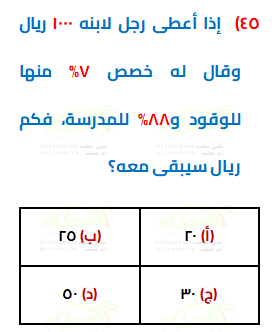 ٤٥) إذا أعطى رجل لابنه ١٠٠٠ ريال
وقال له خصص ٧% منها
للوقود و٨٨% للمدرسة، فكم
ريال سيبقى معه؟
(أ) ٢٠
(ب) ٢٥
(ج) ٣٠
(د) ٥٠